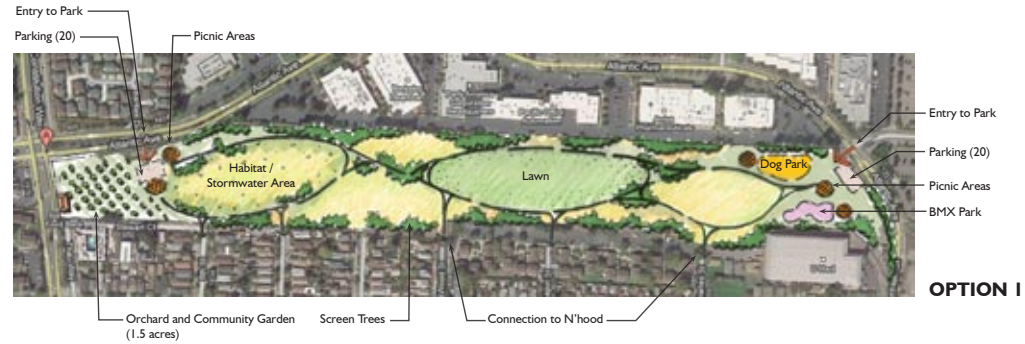 Entry to Park
Parking (20)
Picnic Areas
Atlantic Ave
Atlantic Ave
Entry to Park
Parking (20)
Picnic Areas
BMX Park
Habitat /
Stormwater Area
Lawn
Dog Park
OPTION 1
Orchard and Community Garden
(1.5 acres)
Screen Trees
Connection to N'hood